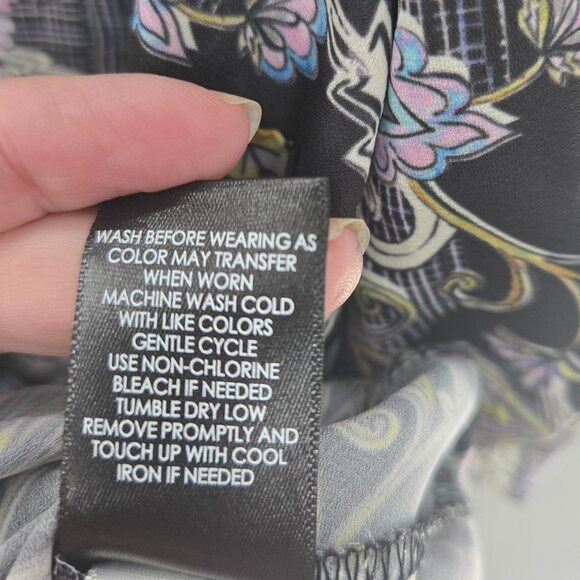 WASH BEFORE WEARING AS
COLOR MAY TRANSFER
WHEN WORN
MACHINE WASH COLD
WITH LIKE COLORS
GENTLE CYCLE
USE NON-CHLORINE
BLEACH IF NEEDED
TUMBLE DRY LOW
REMOVE PROMPTLY AND
TOUCH UP WITH COOL
IRON IF NEEDED